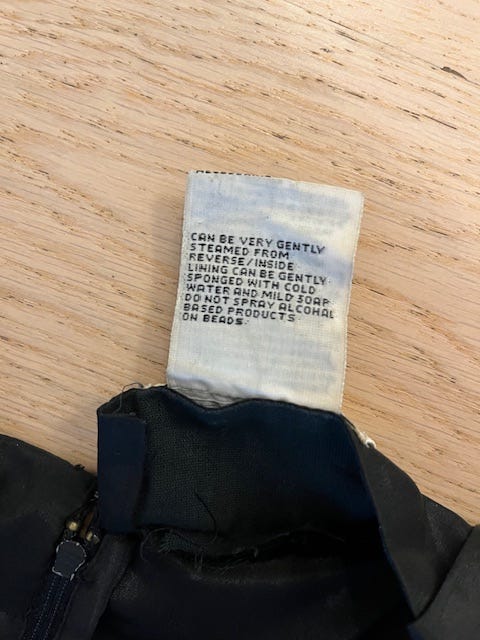 CAN BE VERY GENTLY
STEAMED FROM
REVERSE/INSIDE
LINING CAN BE GENTLY
SPONGED WITH COLD
WATER AND MILD SOAP
DO NOT SPRAY ALCOHAL
BASED PRODUCTS
ON BEADS.